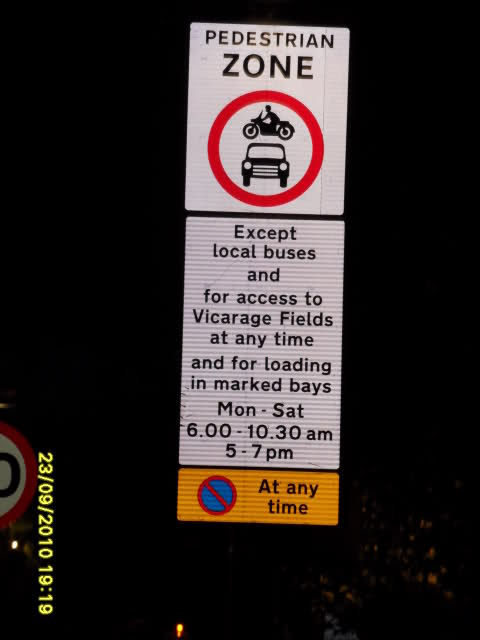 PEDESTRIAN
ZONE
Except
local buses
and
for access to
Vicarage Fields
at any time
and for loading
in marked bays
Mon - Sat
6.00 - 10.30 am
5 - 7 pm
At any
time
0
23/09/2010 19:19